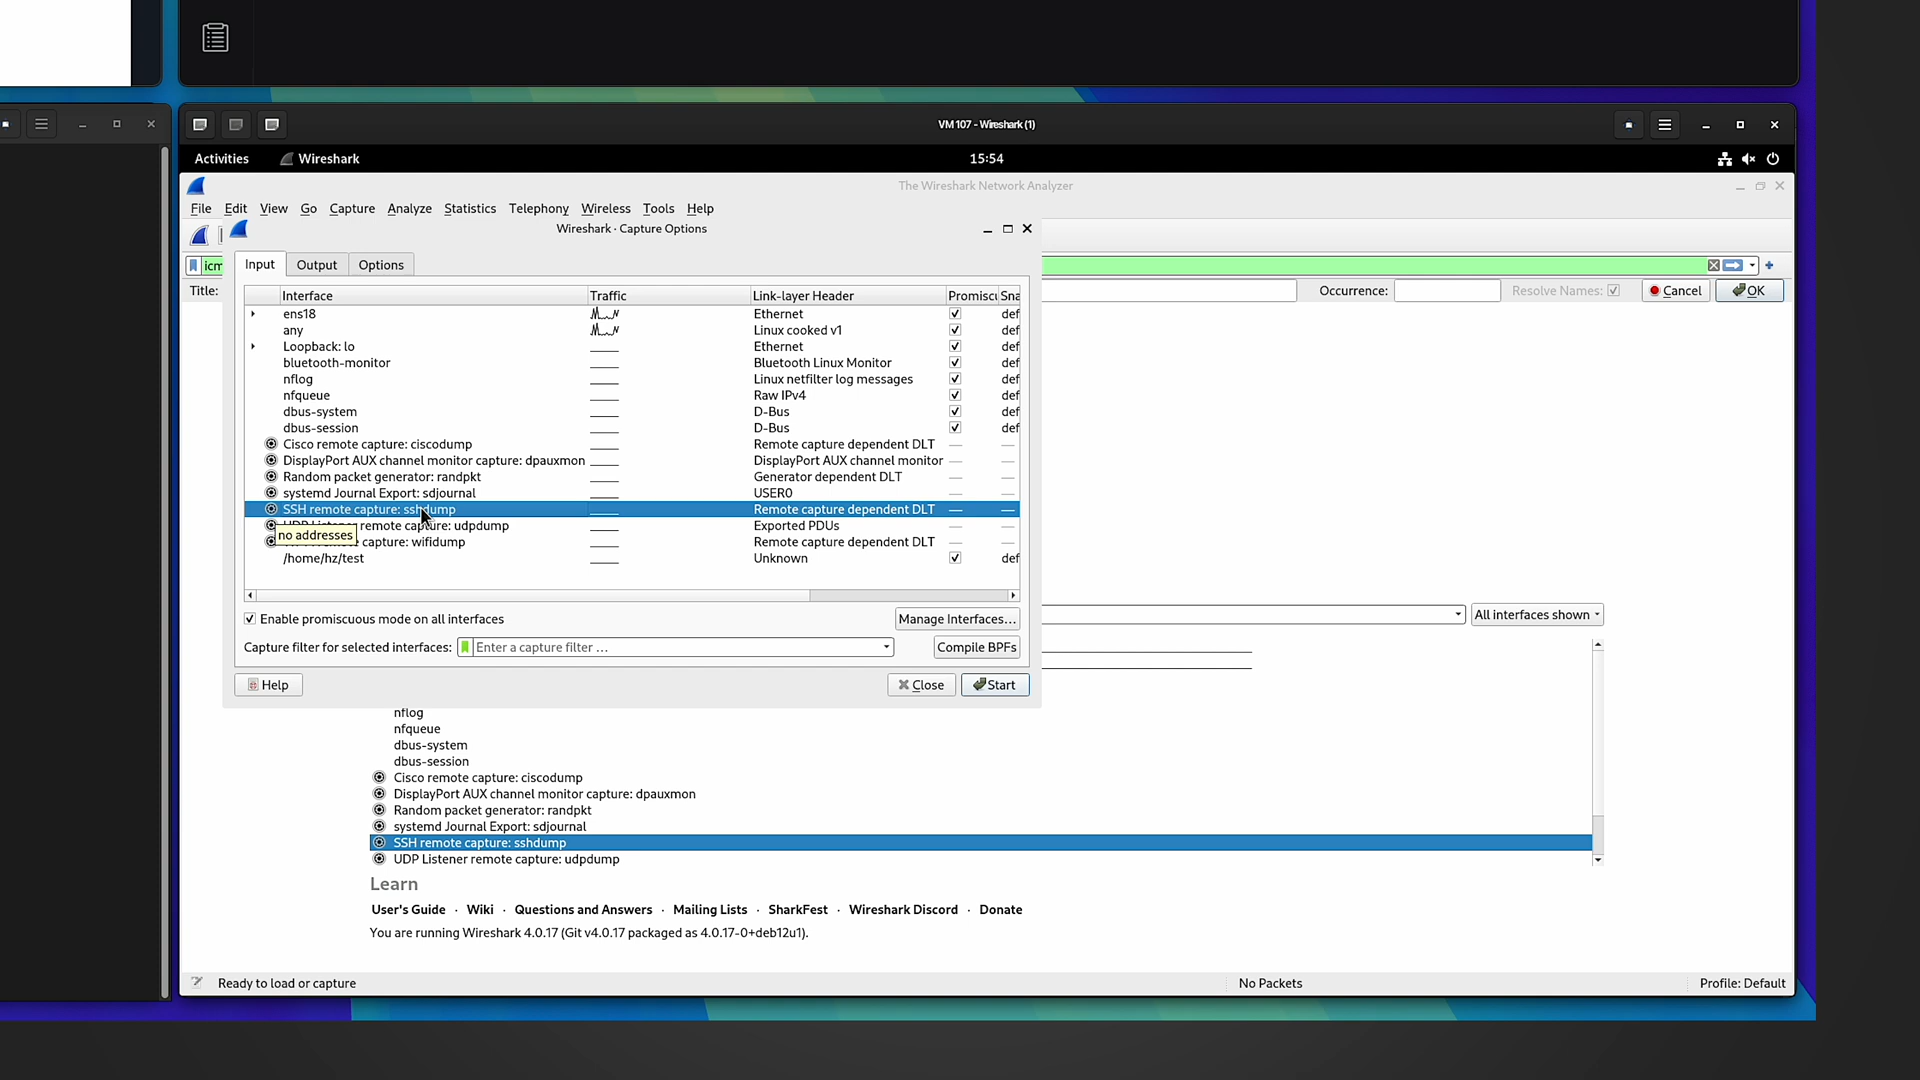 VM 107 - Wireshark (1)
Activities Wireshark 15:54
The Wireshark Network Analyzer
File Edit View Go Capture Analyze Statistics Telephony Wireless Tools Help
Wireshark · Capture Options
Input Output Options
icm
Title: Occurrence: Resolve Names: Cancel OK
Interface Traffic Link-layer Header Promiscu Sna
ens18 Ethernet def
any Linux cooked v1 def
Loopback: lo Ethernet def
bluetooth-monitor Bluetooth Linux Monitor def
nflog Linux netfilter log messages def
nfqueue Raw IPv4 def
dbus-system D-Bus def
dbus-session D-Bus def
Cisco remote capture: ciscodump Remote capture dependent DLT —
DisplayPort AUX channel monitor capture: dpauxmon DisplayPort AUX channel monitor —
Random packet generator: randpkt Generator dependent DLT —
systemd Journal Export: sdjournal USER0 —
SSH remote capture: sshdump Remote capture dependent DLT —
UDP Listener remote capture: udpdump Exported PDUs —
no addresses
remote capture: wifidump Remote capture dependent DLT —
/home/hz/test Unknown def
Enable promiscuous mode on all interfaces Manage Interfaces…
All interfaces shown
Capture filter for selected interfaces: Enter a capture filter … Compile BPFs
Help Close Start
nflog
nfqueue
dbus-system
dbus-session
Cisco remote capture: ciscodump
DisplayPort AUX channel monitor capture: dpauxmon
Random packet generator: randpkt
systemd Journal Export: sdjournal
SSH remote capture: sshdump
UDP Listener remote capture: udpdump
Learn
User's Guide · Wiki · Questions and Answers · Mailing Lists · SharkFest · Wireshark Discord · Donate
You are running Wireshark 4.0.17 (Git v4.0.17 packaged as 4.0.17-0+deb12u1).
Ready to load or capture No Packets Profile: Default